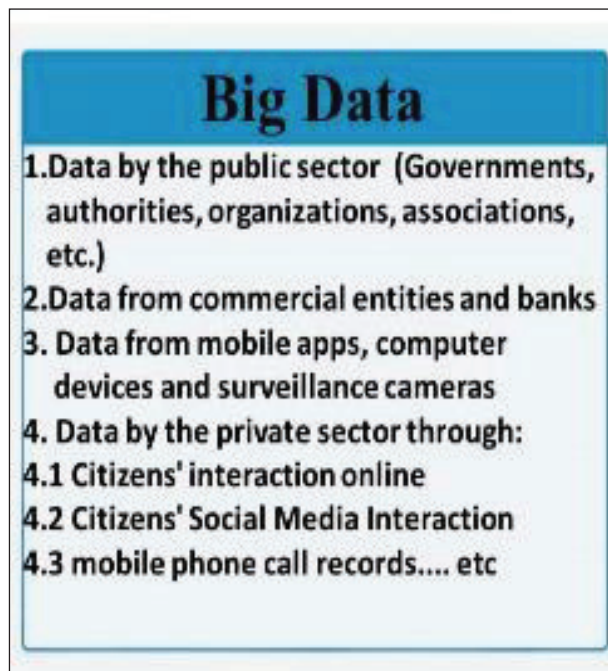 Big Data
1.Data by the public sector (Governments,
authorities, organizations, associations,
etc.)
2.Data from commercial entities and banks
3. Data from mobile apps, computer
devices and surveillance cameras
4. Data by the private sector through:
4.1 Citizens' interaction online
4.2 Citizens' Social Media Interaction
4.3 mobile phone call records.... etc